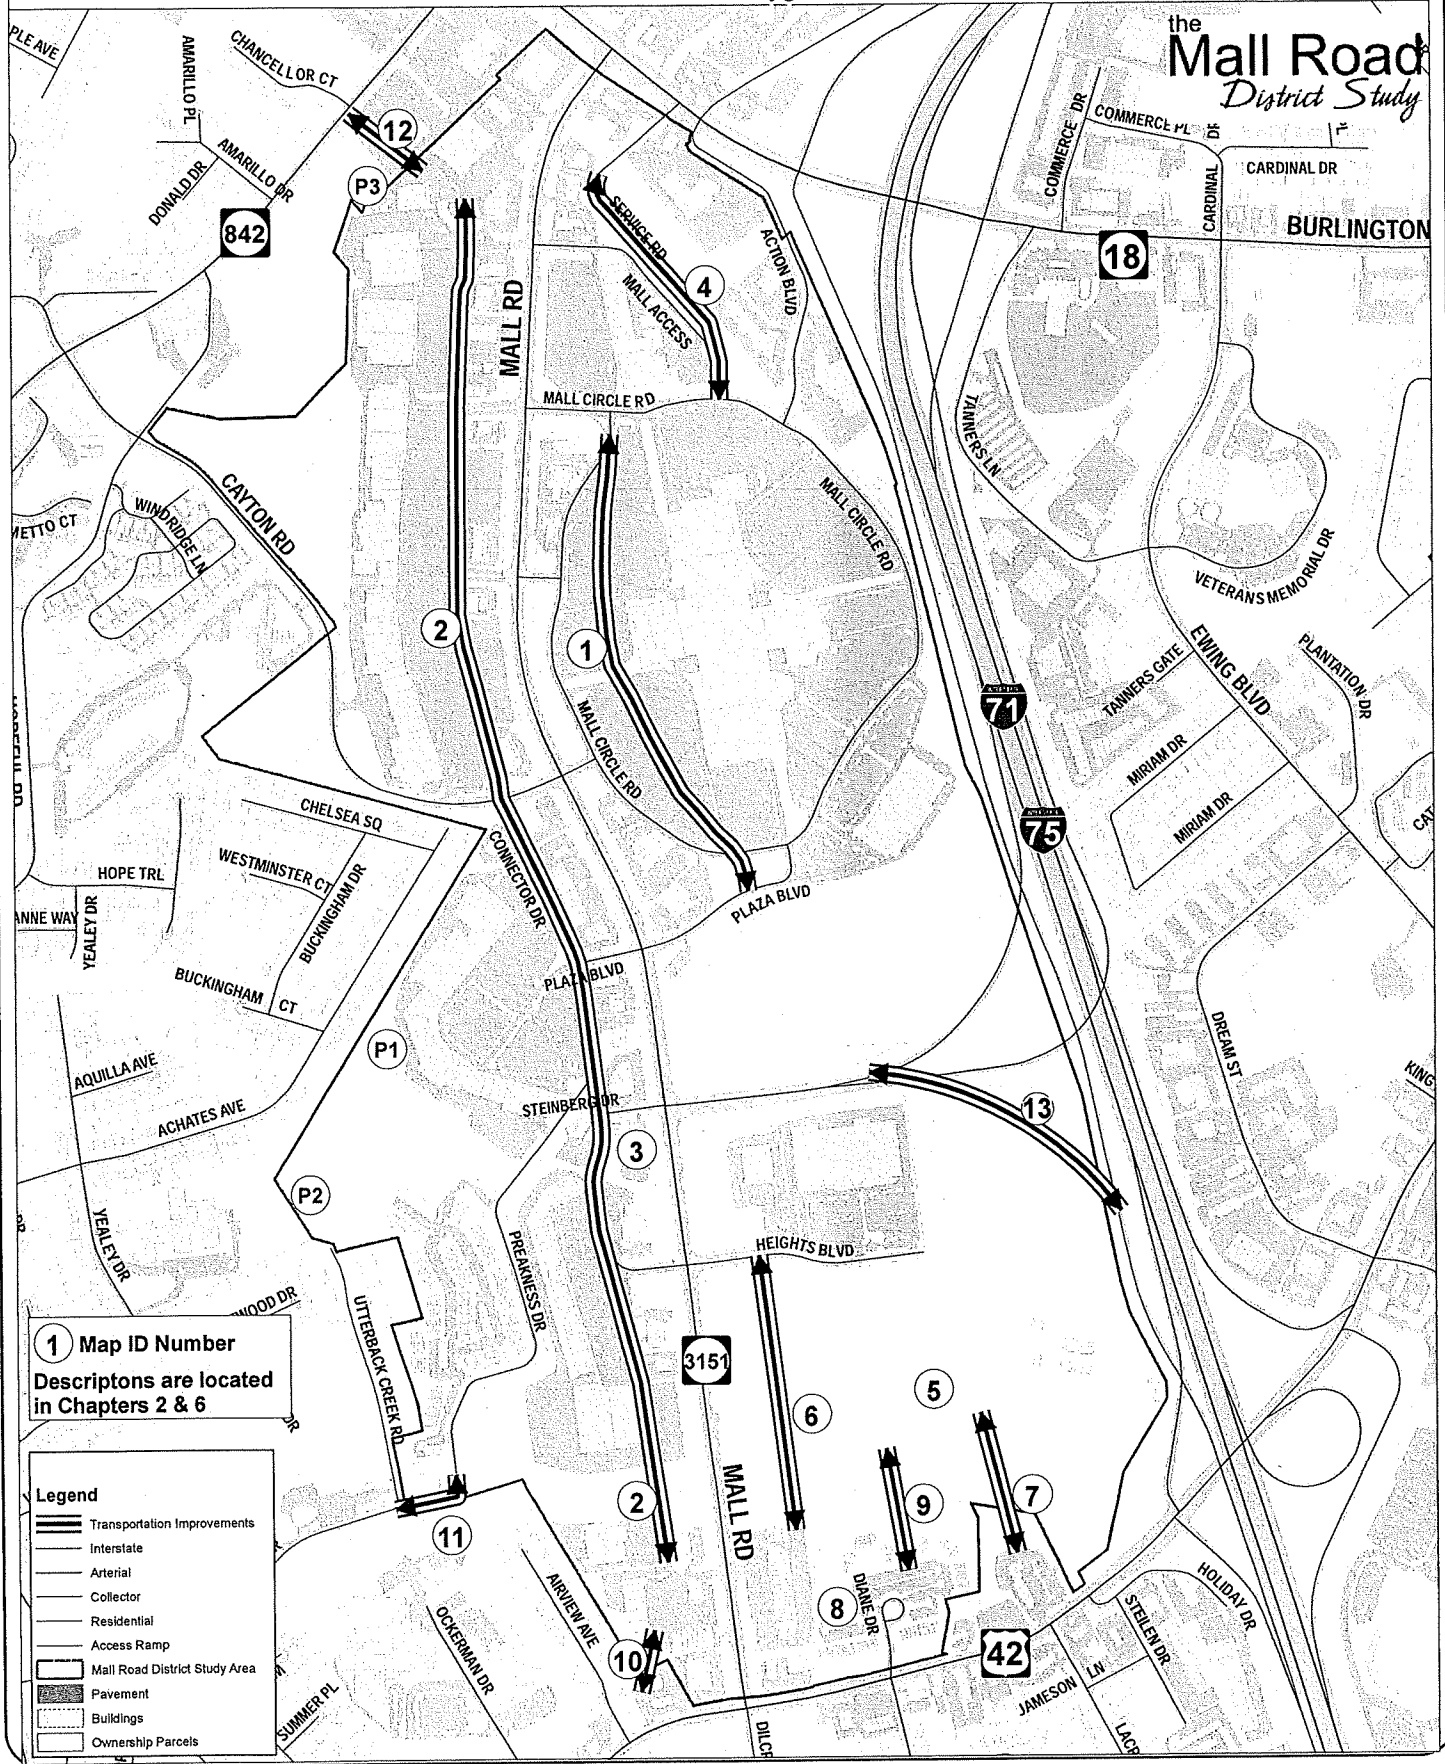 the
Mall Road
District Study
PLE AVE
AMARILLO PL
CHANCELLOR CT
12
P3
AMARILLO DR
DONALD DR
842
COMMERCE DR
COMMERCE PL
DR
CARDINAL
CARDINAL DR
BURLINGTON
18
SERVICE RD
MALL ACCESS
4
ACTION BLVD
MALL RD
MALL CIRCLE RD
TANNERS LN
MALL CIRCLE RD
CAYTON RD
WINDRIDGE LN
METTO CT
VETERANS MEMORIAL DR
2
1
EWING BLVD
PLANTATION DR
TANNERS GATE
71
MALL CIRCLE RD
MIRIAM DR
MIRIAM DR
75
CHELSEA SQ
WESTMINSTER CT
BUCKINGHAM DR
CONNECTOR DR
HOPE TRL
ANNE WAY
YEALEY DR
PLAZA BLVD
PLAZA BLVD
BUCKINGHAM CT
P1
DREAM ST
AQUILLA AVE
ACHATES AVE
STEINBERG DR
13
3
P2
YEALEY DR
PREAKNESS DR
HEIGHTS BLVD
WOOD DR
UTTERBACK CREEK RD
3151
5
6
1 Map ID Number
Descriptons are located
in Chapters 2 & 6
DR
2
MALL RD
9
7
11
8
DIANE DR
10
AIRVIEW AVE
OCKERMAN DR
SUMMER PL
42
HOLIDAY DR
STEILEN DR
JAMESON LN
Legend
Transportation Improvements
Interstate
Arterial
Collector
Residential
Access Ramp
Mall Road District Study Area
Pavement
Buildings
Ownership Parcels